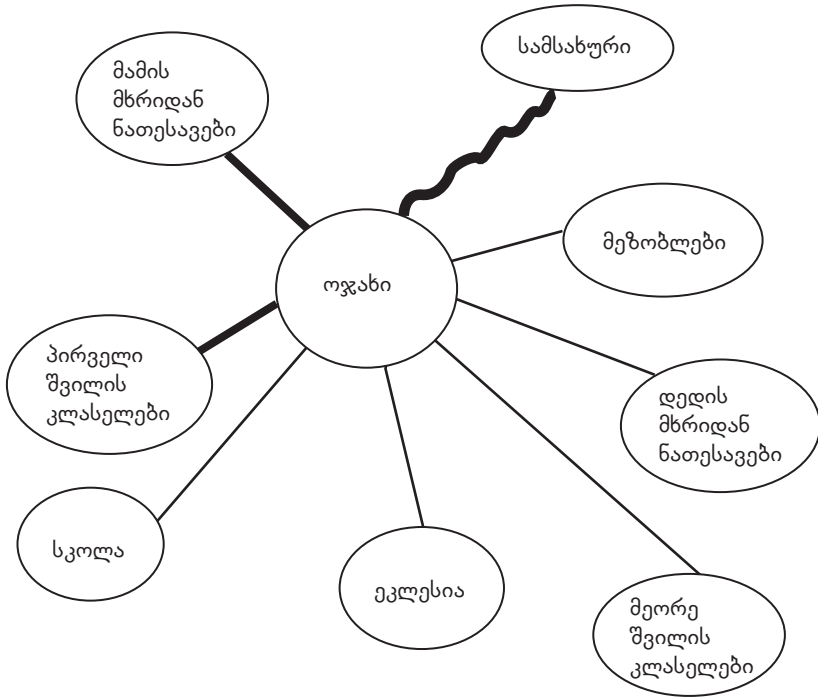 მამის
მხრიდან
ნათესავები
სამსახური
მეზობლები
ოჯახი
პირველი
შვილის
კლასელები
დედის
მხრიდან
ნათესავები
სკოლა
ეკლესია
მეორე
შვილის
კლასელები